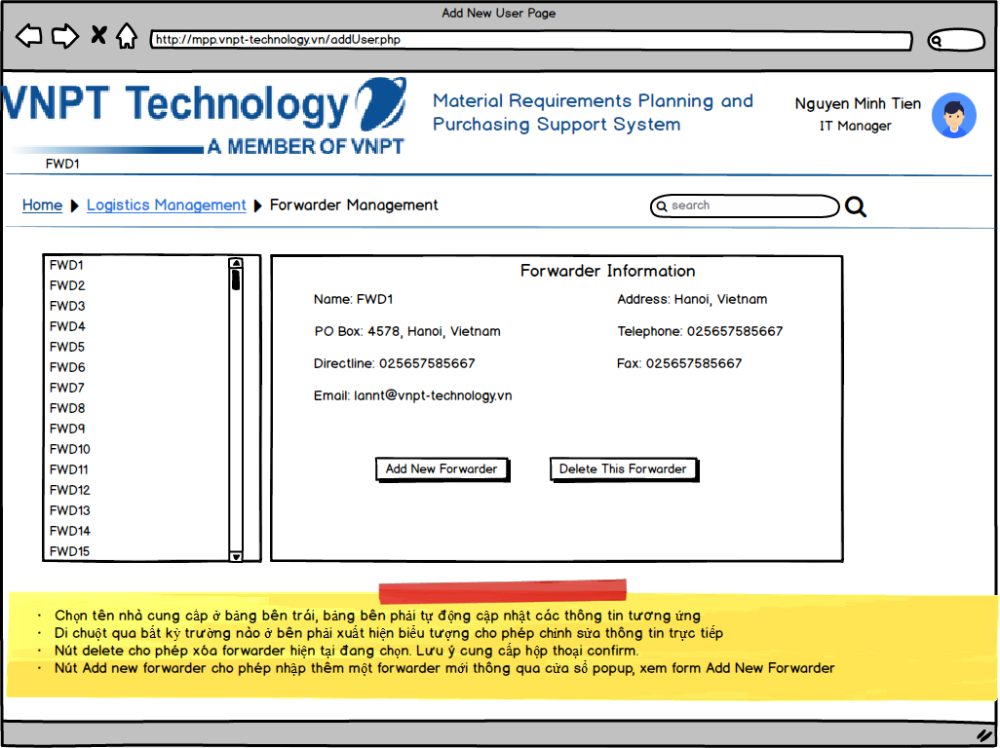 Add New User Page
http://mpp.vnpt-technology.vn/addUser.php
VNPT Technology
A MEMBER OF VNPT
Material Requirements Planning and
Purchasing Support System
Nguyen Minh Tien
IT Manager
FWD1
Home Logistics Management Forwarder Management
search
FWD1
FWD2
FWD3
FWD4
FWD5
FWD6
FWD7
FWD8
FWD9
FWD10
FWD11
FWD12
FWD13
FWD14
FWD15
Forwarder Information
Name: FWD1
Address: Hanoi, Vietnam
PO Box: 4578, Hanoi, Vietnam
Telephone: 025657585667
Directline: 025657585667
Fax: 025657585667
Email: lannt@vnpt-technology.vn
Add New Forwarder
Delete This Forwarder
· Chọn tên nhà cung cấp ở bảng bên trái, bảng bên phải tự động cập nhật các thông tin tương ứng
· Di chuột qua bất kỳ trường nào ở bên phải xuất hiện biểu tượng cho phép chỉnh sửa thông tin trực tiếp
· Nút delete cho phép xóa forwarder hiện tại đang chọn. Lưu ý cung cấp hộp thoại confirm.
· Nút Add new forwarder cho phép nhập thêm một forwarder mới thông qua cửa sổ popup, xem form Add New Forwarder